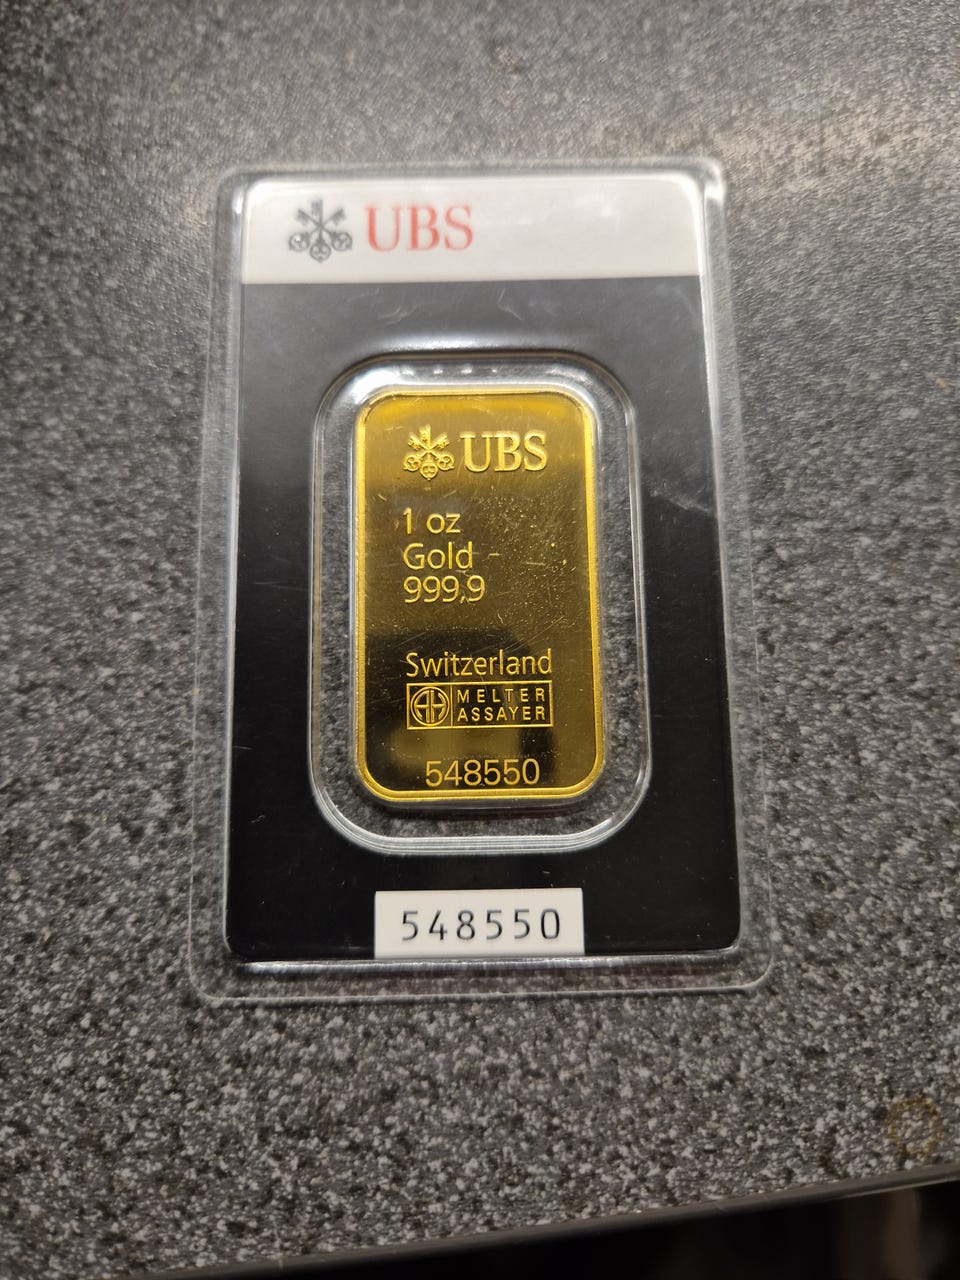 UBS
UBS
1 oz
Gold
999,9
Switzerland
MELTER
ASSAYER
548550
548550